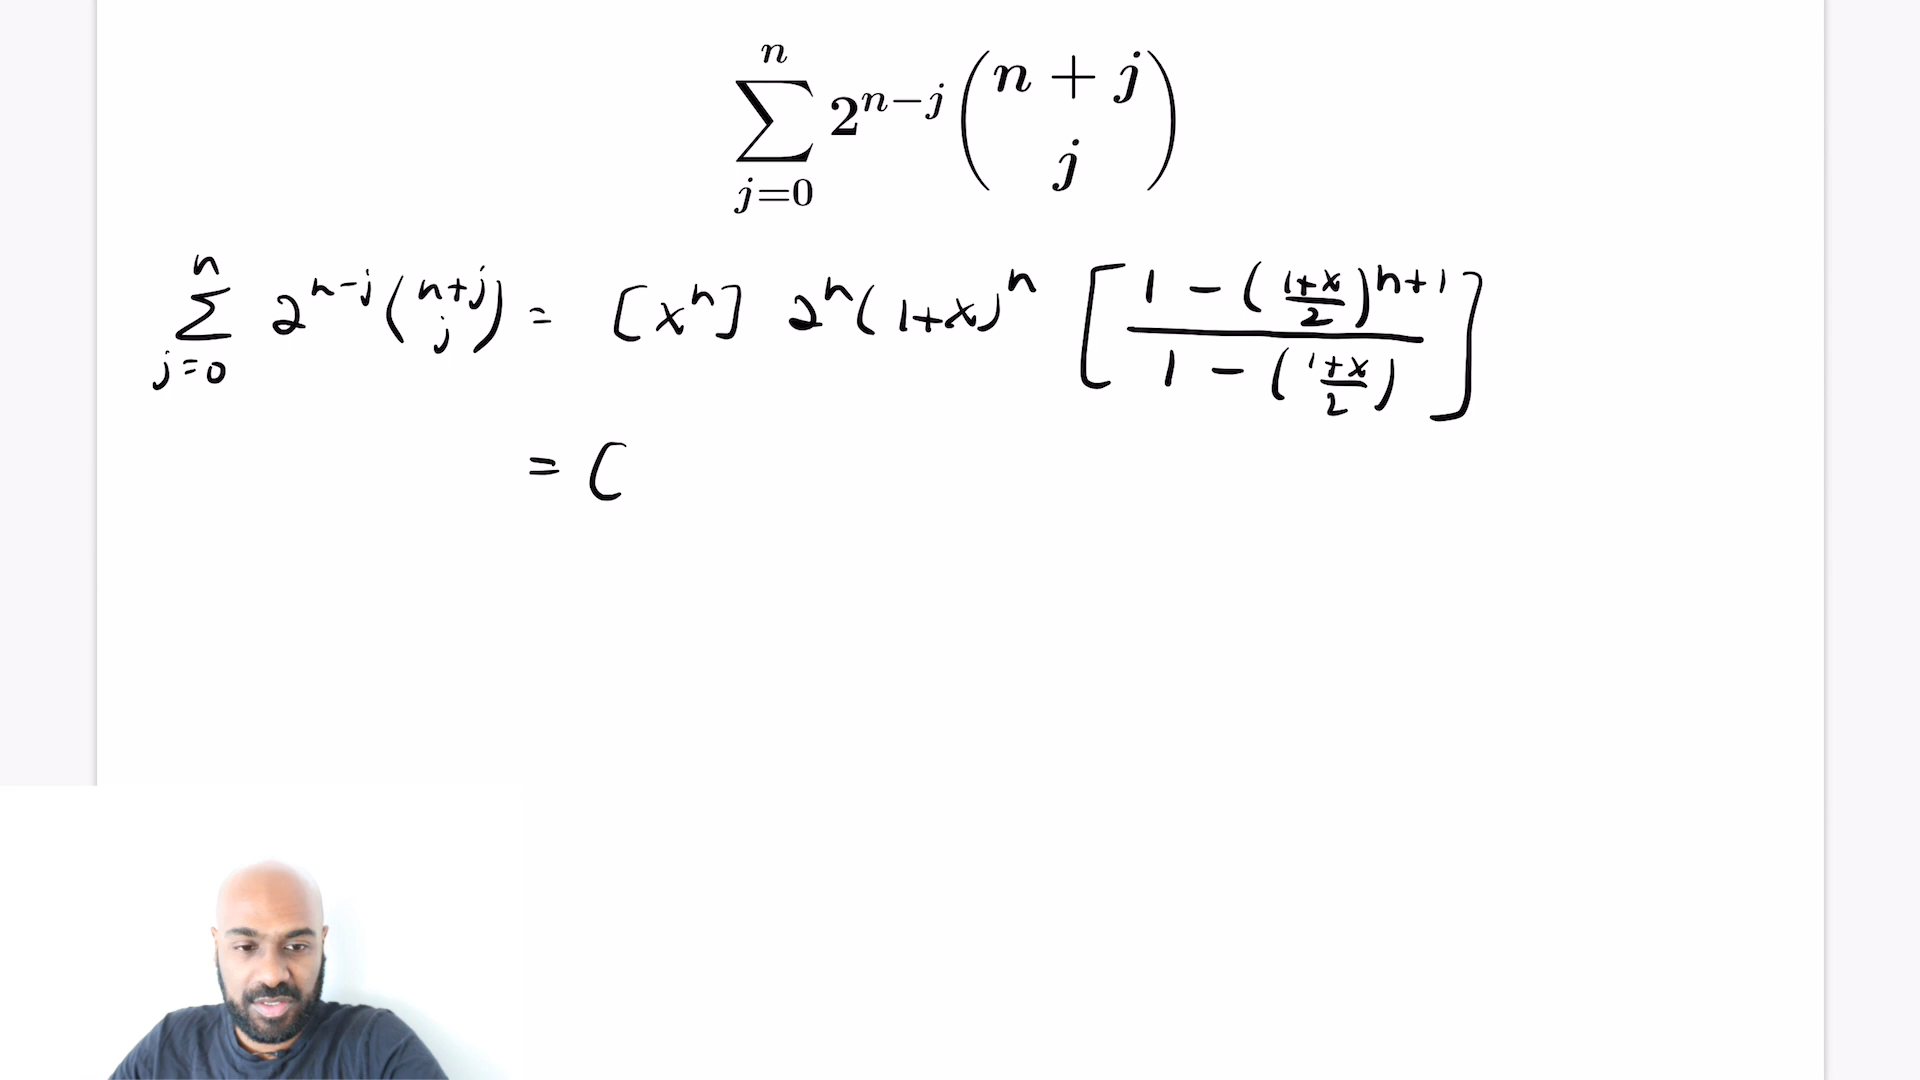 \sum_{j=0}^{n} 2^{n-j} \binom{n+j}{j}
\sum_{j=0}^{n} 2^{n-j} \binom{n+j}{j} = [x^n] 2^n (1+x)^n \left[ \frac{1 - \left(\frac{1+x}{2}\right)^{n+1}}{1 - \left(\frac{1+x}{2}\right)} \right]
= [